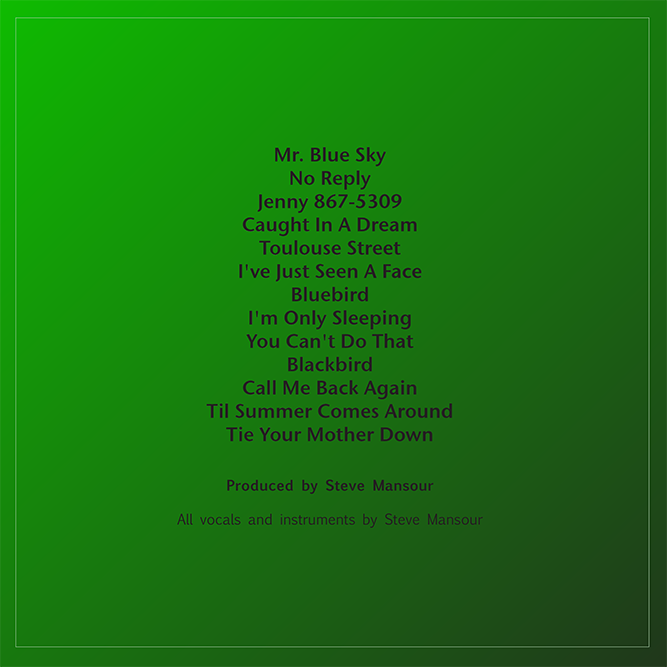 Mr. Blue Sky
No Reply
Jenny 867-5309
Caught In A Dream
Toulouse Street
I've Just Seen A Face
Bluebird
I'm Only Sleeping
You Can't Do That
Blackbird
Call Me Back Again
Til Summer Comes Around
Tie Your Mother Down
Produced by Steve Mansour
All vocals and instruments by Steve Mansour